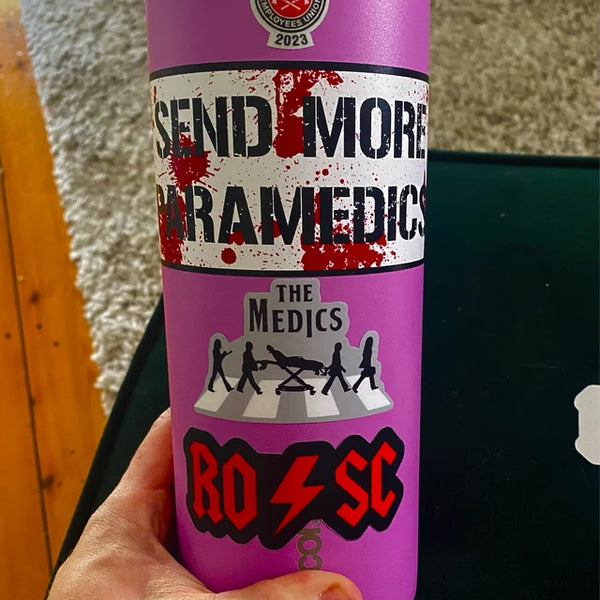 EMPLOYEES UNION
2023
SEND MORE
PARAMEDICS
THE
MEDICS
RO SC